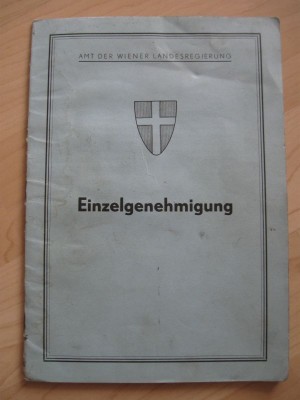 AMT DER WIENER LANDESREGIERUNG
Einzelgenehmigung